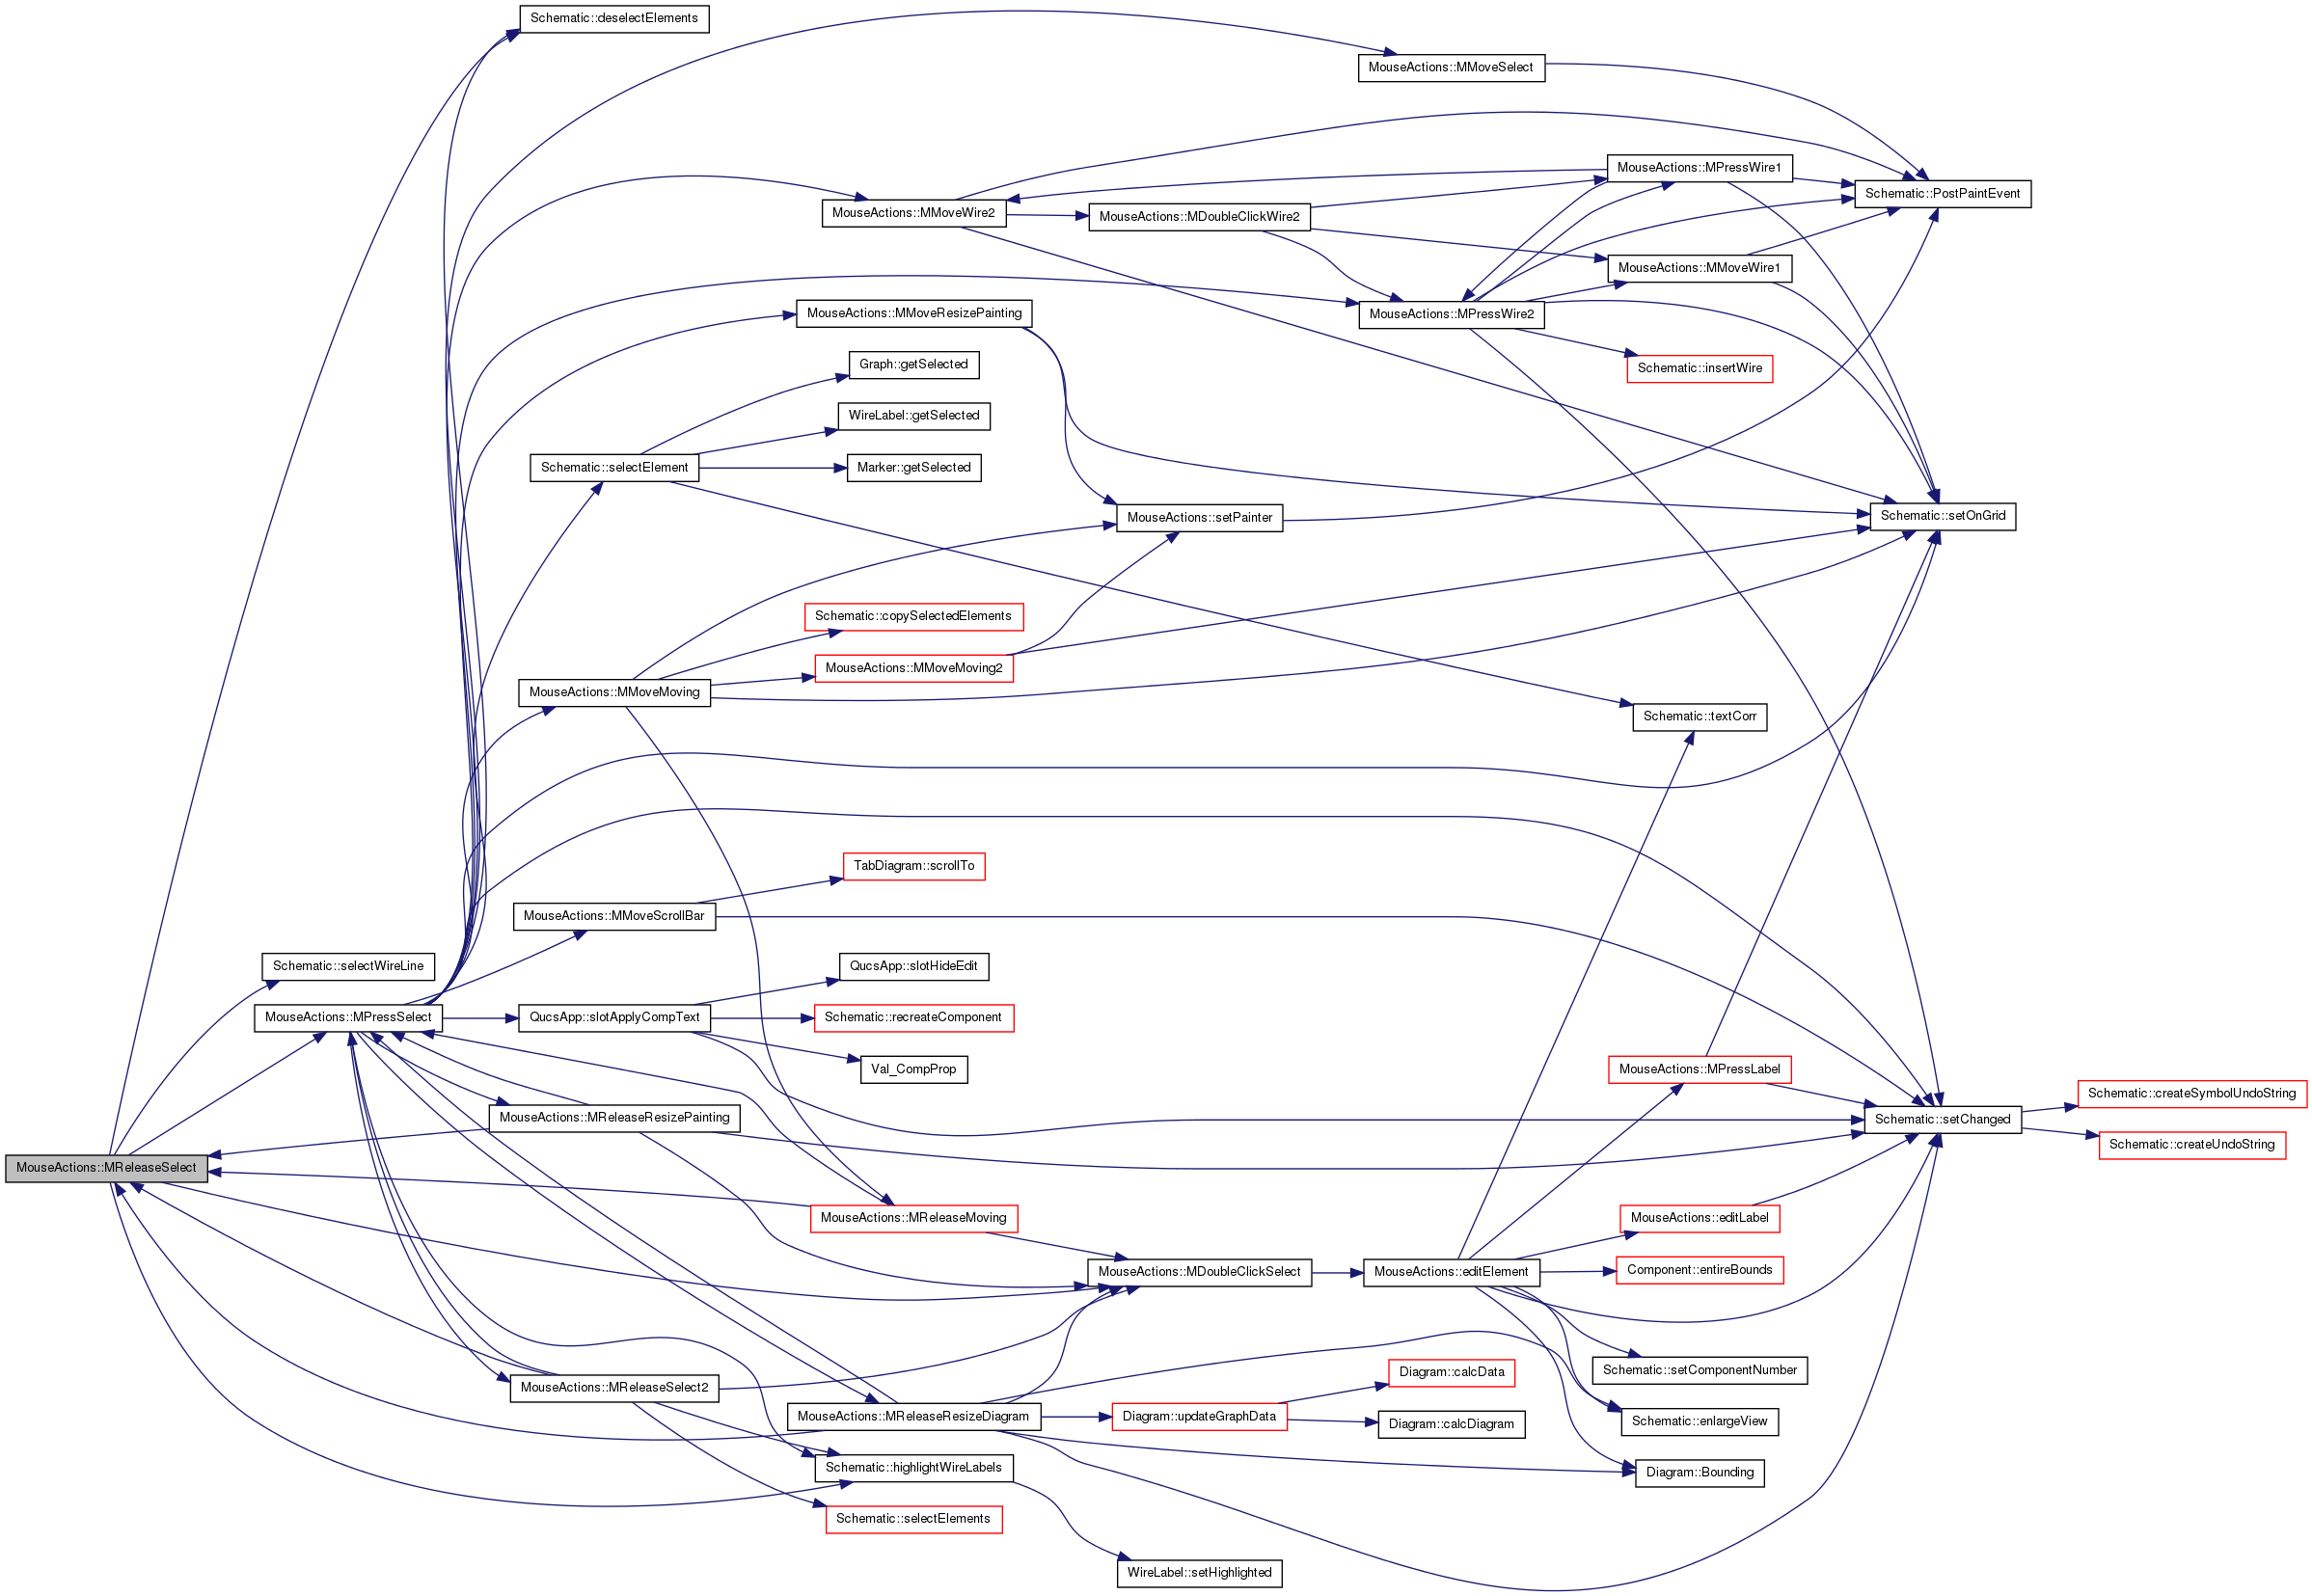 Schematic::deselectElements
MouseActions::MMoveSelect
MouseActions::MPressWire1
Schematic::PostPaintEvent
MouseActions::MMoveWire2
MouseActions::MDoubleClickWire2
MouseActions::MMoveWire1
MouseActions::MMoveResizePainting
MouseActions::MPressWire2
Graph::getSelected
Schematic::insertWire
WireLabel::getSelected
Schematic::selectElement
Marker::getSelected
MouseActions::setPainter
Schematic::setOnGrid
Schematic::copySelectedElements
MouseActions::MMoveMoving2
MouseActions::MMoveMoving
Schematic::textCorr
TabDiagram::scrollTo
MouseActions::MMoveScrollBar
Schematic::selectWireLine
QucsApp::slotHideEdit
MouseActions::MPressSelect
QucsApp::slotApplyCompText
Schematic::recreateComponent
Val_CompProp
MouseActions::MPressLabel
Schematic::createSymbolUndoString
MouseActions::MReleaseResizePainting
Schematic::setChanged
Schematic::createUndoString
MouseActions::MReleaseSelect
MouseActions::MReleaseMoving
MouseActions::editLabel
MouseActions::MDoubleClickSelect
MouseActions::editElement
Component::entireBounds
Schematic::setComponentNumber
MouseActions::MReleaseSelect2
Diagram::calcData
MouseActions::MReleaseResizeDiagram
Diagram::updateGraphData
Diagram::calcDiagram
Schematic::enlargeView
Schematic::highlightWireLabels
Diagram::Bounding
Schematic::selectElements
WireLabel::setHighlighted